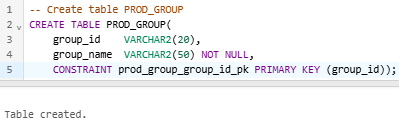 1 -- Create table PROD_GROUP
2 CREATE TABLE PROD_GROUP(
3 group_id VARCHAR2(20),
4 group_name VARCHAR2(50) NOT NULL,
5 CONSTRAINT prod_group_group_id_pk PRIMARY KEY (group_id));
Table created.